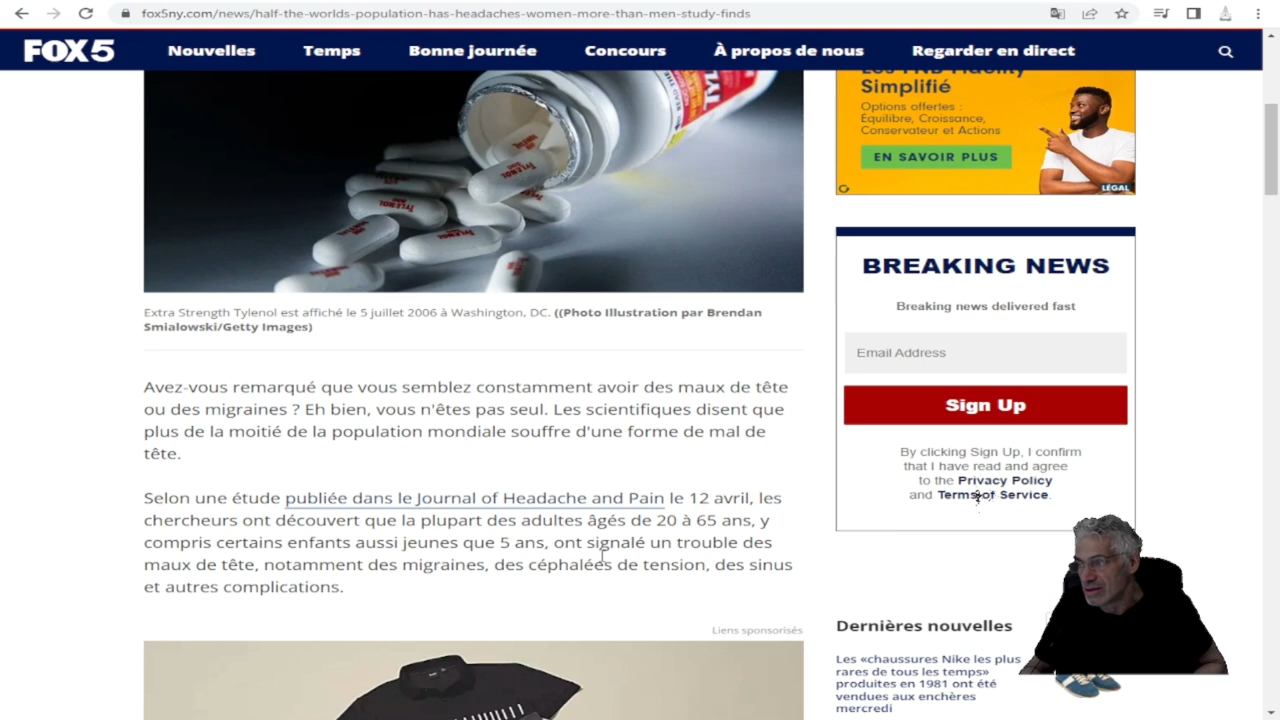 fox5ny.com/news/half-the-worlds-population-has-headaches-women-more-than-men-study-finds
FOX5 Nouvelles Temps Bonne journée Concours À propos de nous Regarder en direct
TYLENOL
Simplifié
Options offertes :
Équilibre, Croissance,
Conservateur et Actions
EN SAVOIR PLUS
LÉGAL
Extra Strength Tylenol est affiché le 5 juillet 2006 à Washington, DC. ((Photo Illustration par Brendan
Smialowski/Getty Images)
Avez-vous remarqué que vous semblez constamment avoir des maux de tête
ou des migraines ? Eh bien, vous n'êtes pas seul. Les scientifiques disent que
plus de la moitié de la population mondiale souffre d'une forme de mal de
tête.
Selon une étude publiée dans le Journal of Headache and Pain le 12 avril, les
chercheurs ont découvert que la plupart des adultes âgés de 20 à 65 ans, y
compris certains enfants aussi jeunes que 5 ans, ont signalé un trouble des
maux de tête, notamment des migraines, des céphalées de tension, des sinus
et autres complications.
Liens sponsorisés
BREAKING NEWS
Breaking news delivered fast
Email Address
Sign Up
By clicking Sign Up, I confirm
that I have read and agree
to the Privacy Policy
and Terms of Service.
Dernières nouvelles
Les «chaussures Nike les plus
rares de tous les temps»
produites en 1981 ont été
vendues aux enchères
mercredi